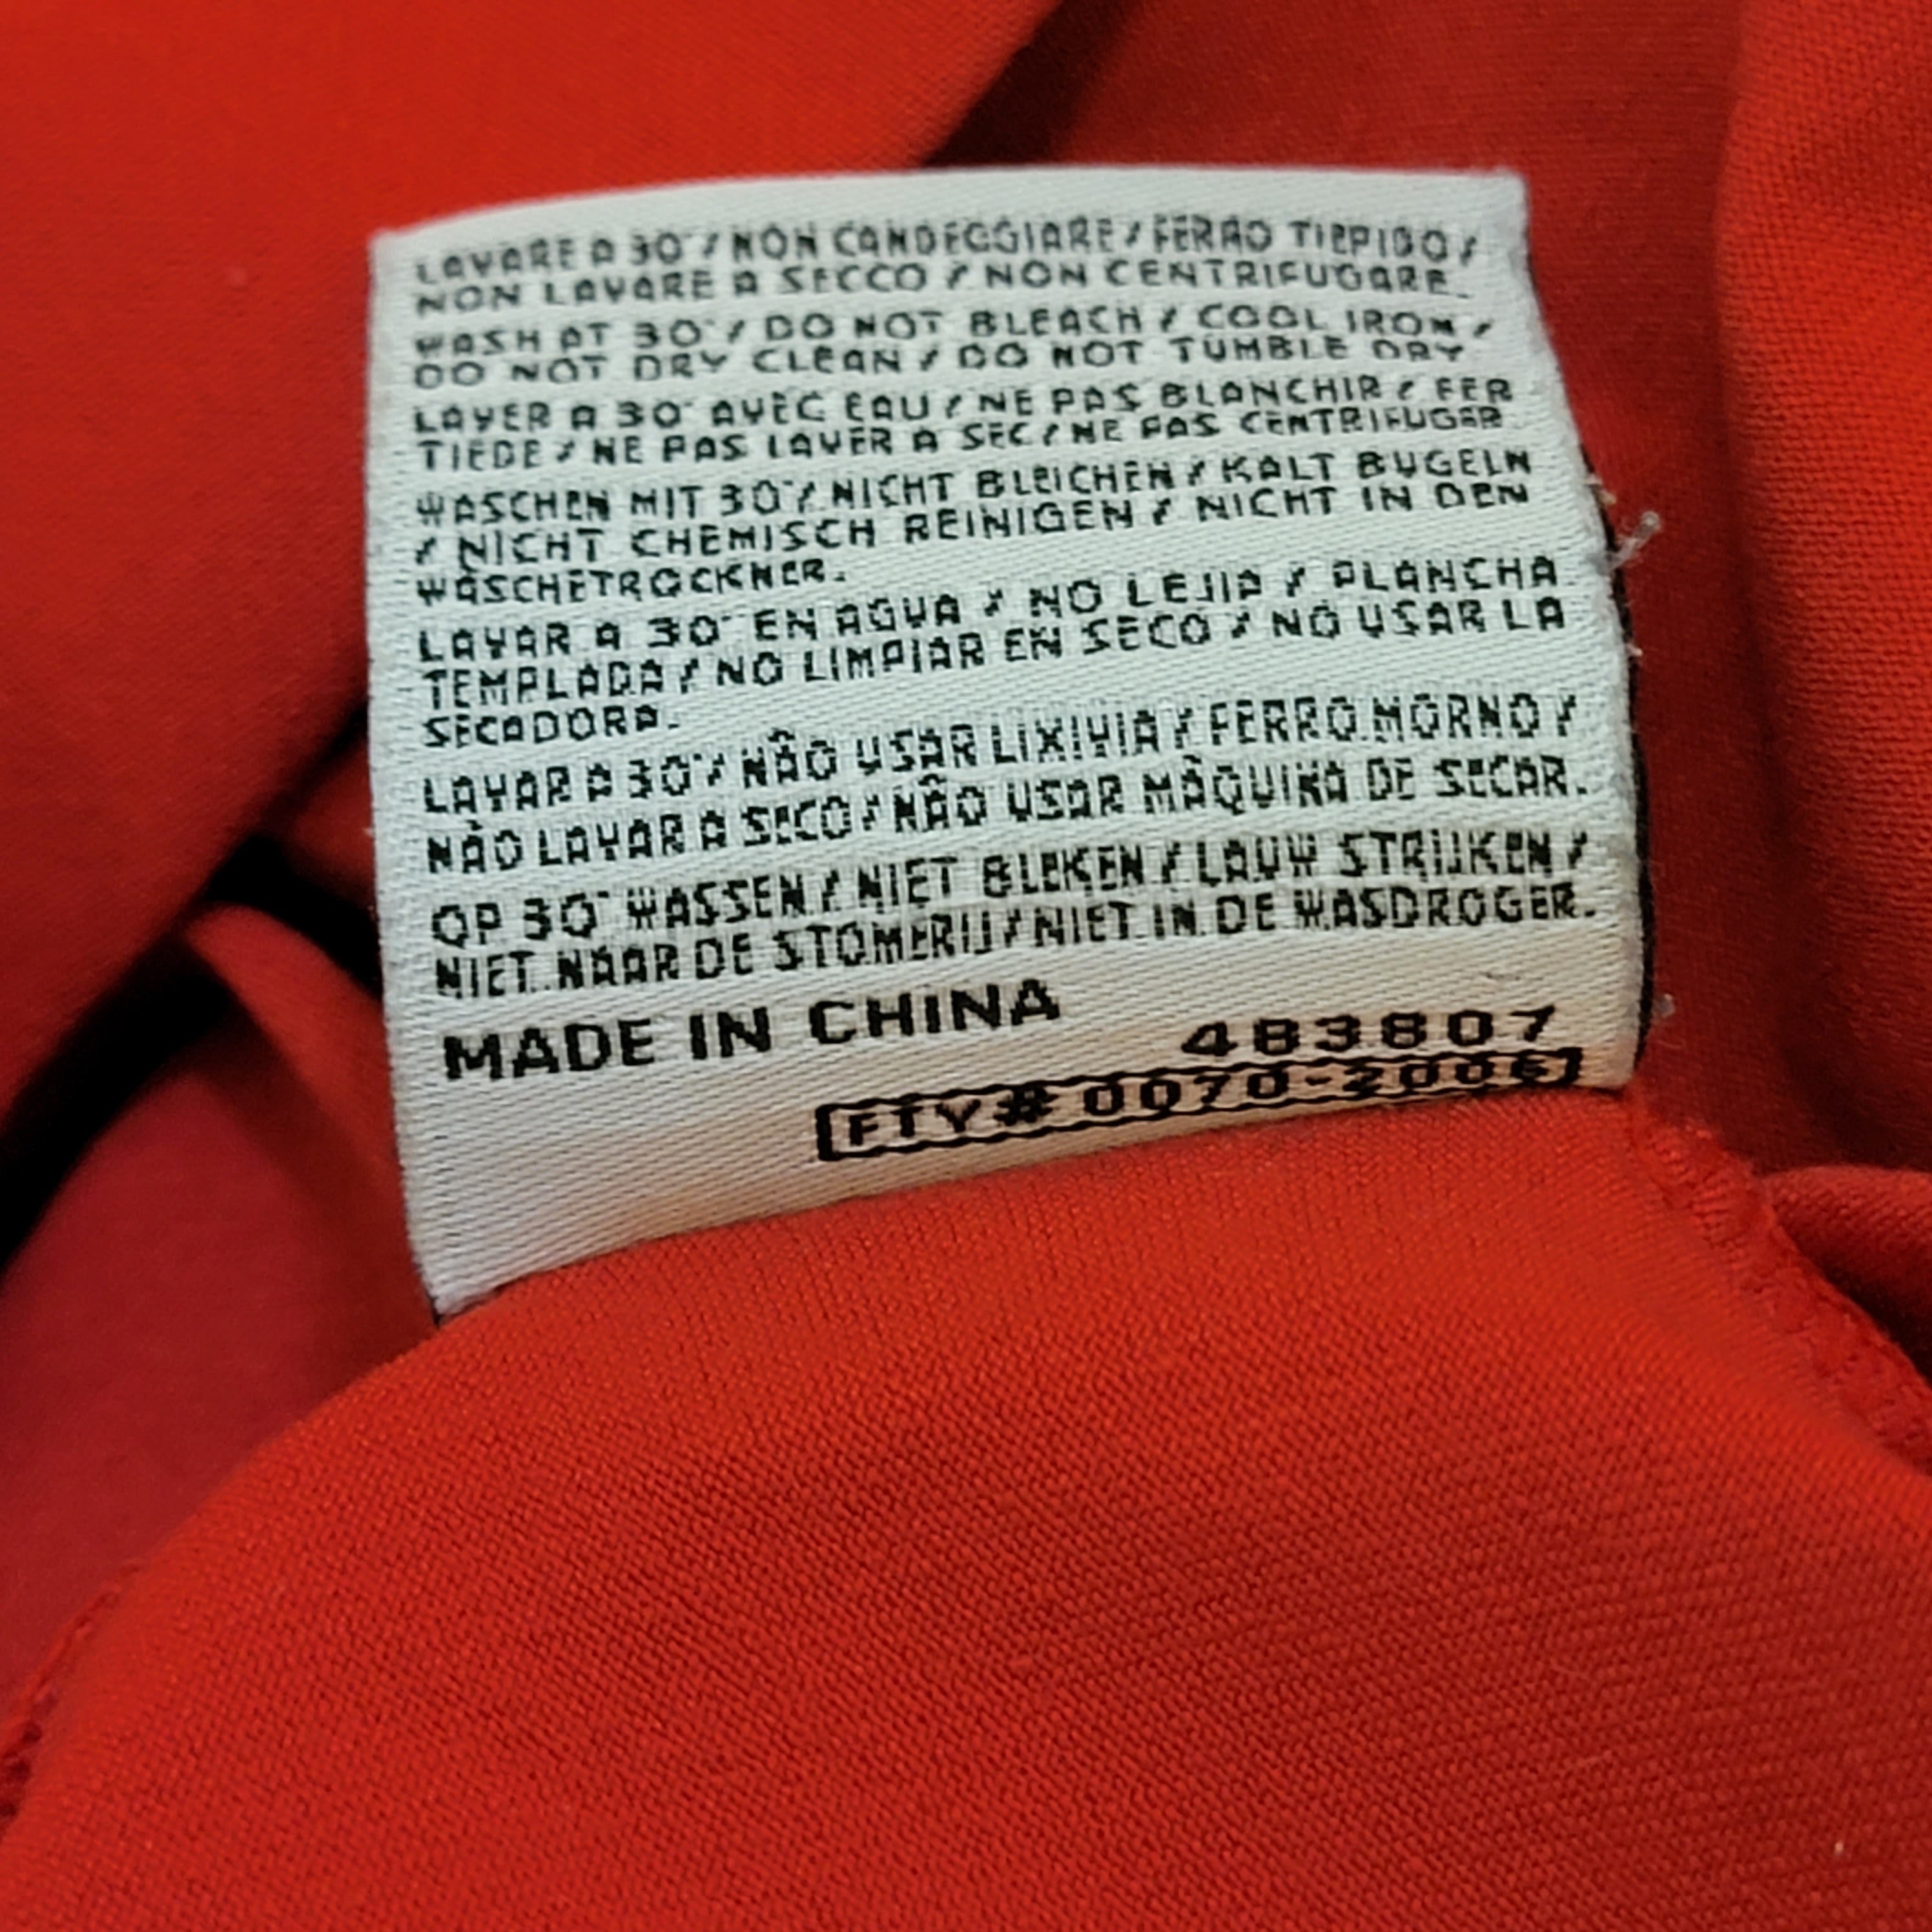 LAVARE A 30°/ NON CANDEGGIARE / FERRO TIEPIDO /
NON LAVARE A SECCO / NON CENTRIFUGARE.
WASH AT 30°/ DO NOT BLEACH / COOL IRON /
DO NOT DRY CLEAN / DO NOT TUMBLE DRY
LAVER A 30° AVEC EAU / NE PAS BLANCHIR / FER
TIEDE / NE PAS LAVER A SEC / NE PAS CENTRIFUGER
WASCHEN MIT 30°/ NICHT BLEICHEN / KALT BUGELN
/ NICHT CHEMISCH REINIGEN / NICHT IN DEN
WASCHETROCKNER.
LAVAR A 30° EN AGUA / NO LEJIA / PLANCHA
TEMPLADA / NO LIMPIAR EN SECO / NO USAR LA
SECADORA.
LAVAR A 30°/ NÃO USAR LIXIVIA / FERRO MORNO /
NÃO LAVAR A SECO / NÃO USAR MÀQUINA DE SECAR.
OP 30° WASSEN / NIET BLEKEN / LAUW STRIJKEN /
NIET NAAR DE STOMERIJ / NIET IN DE WASDROGER.
MADE IN CHINA
483807
FTY# 0070-2006